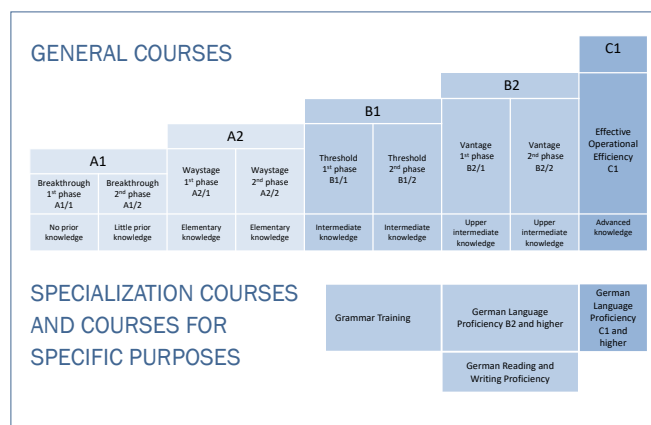 GENERAL COURSES
C1
B2
B1
A2
A1
Breakthrough
1st phase
A1/1
Breakthrough
2nd phase
A1/2
Waystage
1st phase
A2/1
Waystage
2nd phase
A2/2
Threshold
1st phase
B1/1
Threshold
2nd phase
B1/2
Vantage
1st phase
B2/1
Vantage
2nd phase
B2/2
Effective
Operational
Efficiency
C1
No prior
knowledge
Little prior
knowledge
Elementary
knowledge
Elementary
knowledge
Intermediate
knowledge
Intermediate
knowledge
Upper
intermediate
knowledge
Upper
intermediate
knowledge
Advanced
knowledge
SPECIALIZATION COURSES
AND COURSES FOR
SPECIFIC PURPOSES
Grammar Training
German Language
Proficiency B2 and higher
German
Language
Proficiency
C1 and
higher
German Reading and
Writing Proficiency